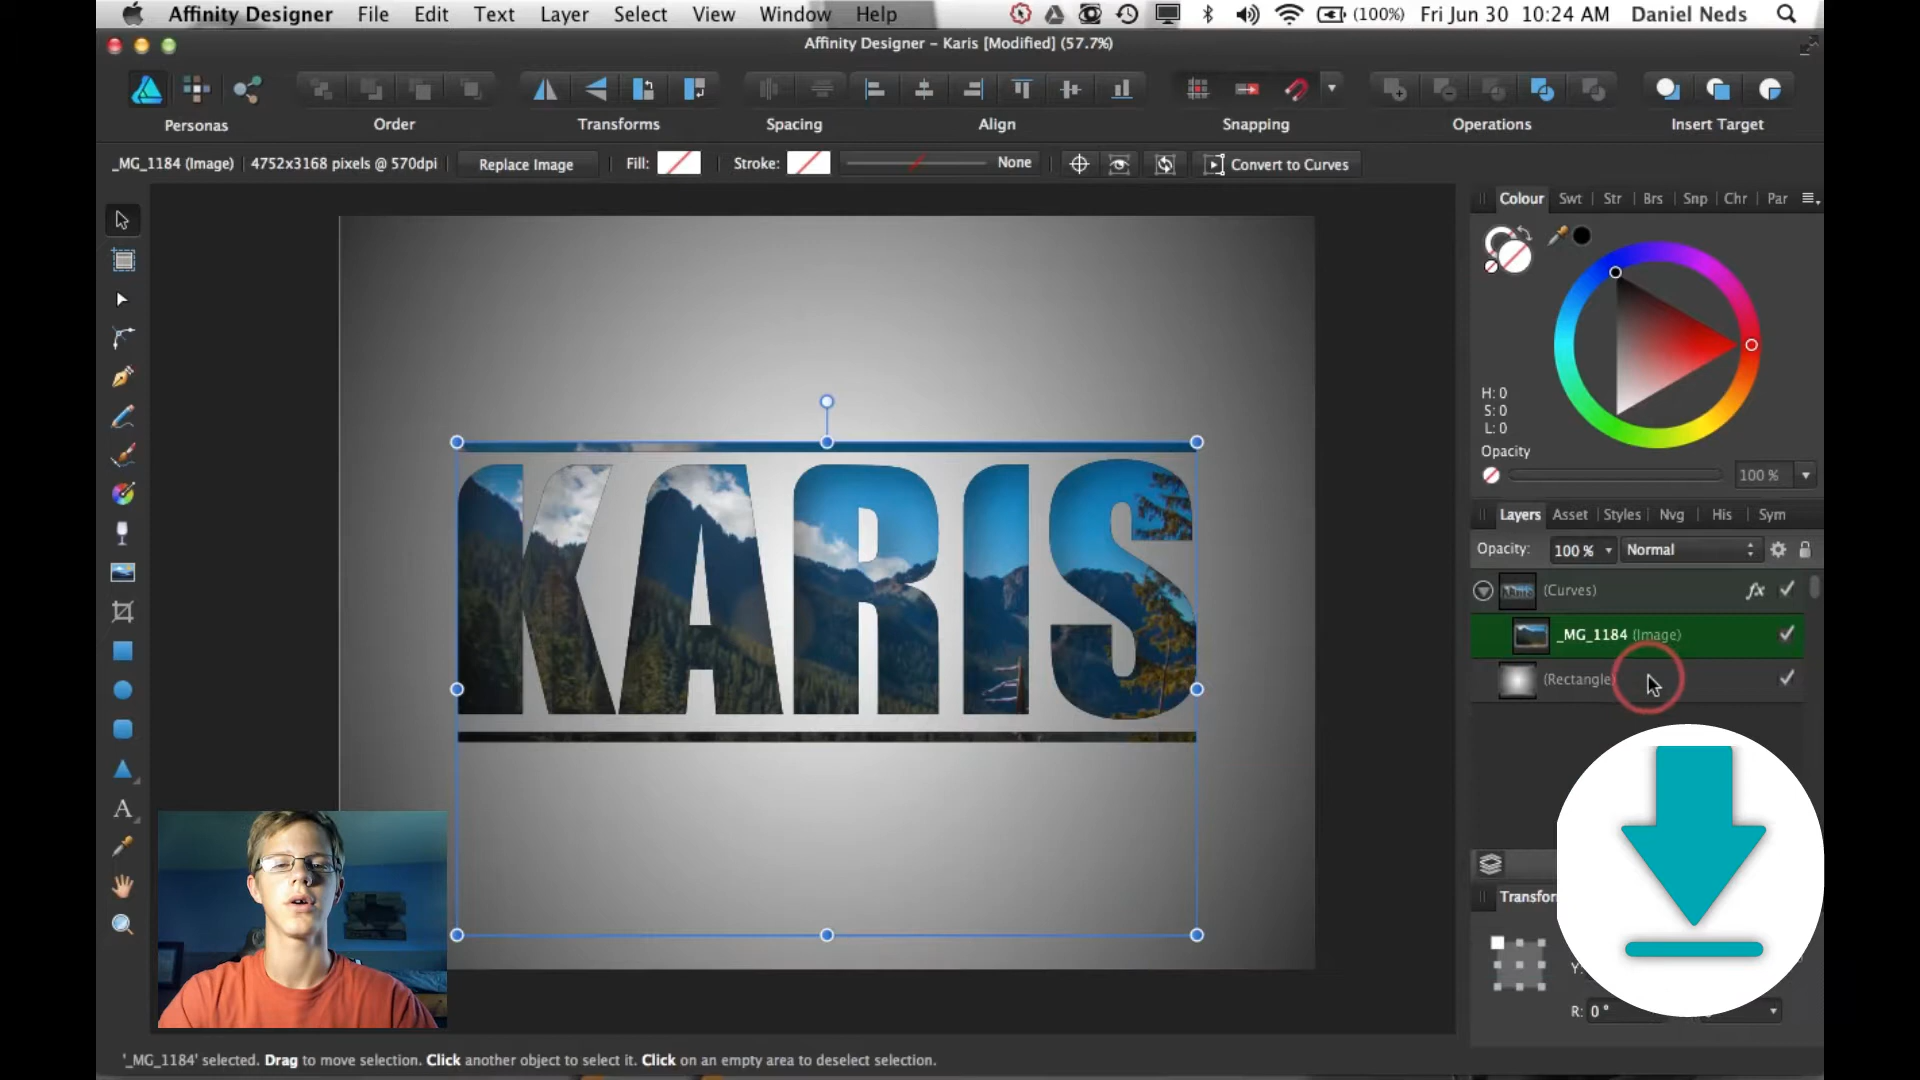 Affinity Designer File Edit Text Layer Select View Window Help (100%) Fri Jun 30 10:24 AM Daniel Neds
Affinity Designer – Karis [Modified] (57.7%)
Personas Order Transforms Spacing Align Snapping Operations Insert Target
_MG_1184 (Image) 4752x3168 pixels @ 570dpi Replace Image Fill: Stroke: None Convert to Curves
Colour Swt Str Brs Snp Chr Par
H: 0
S: 0
L: 0
Opacity
100 %
Layers Asset Styles Nvg His Sym
Opacity: 100 % Normal
(Curves) fx
_MG_1184 (Image)
(Rectangle)
KARIS
A
Transfor
Y:
R: 0 °
'_MG_1184' selected. Drag to move selection. Click another object to select it. Click on an empty area to deselect selection.